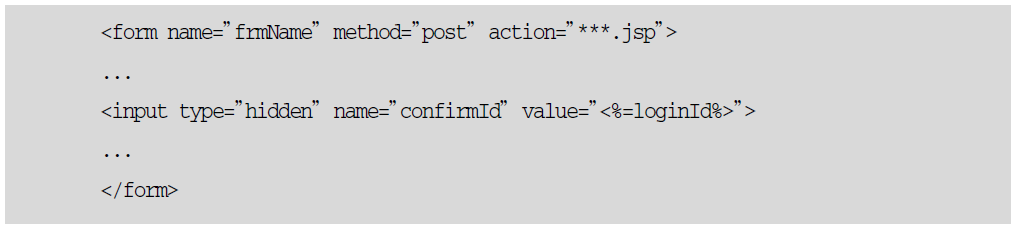 <form name=”frmName” method=”post” action=”***.jsp”>
...
<input type=”hidden” name=”confirmId” value=”<%=loginId%>”>
...
</form>